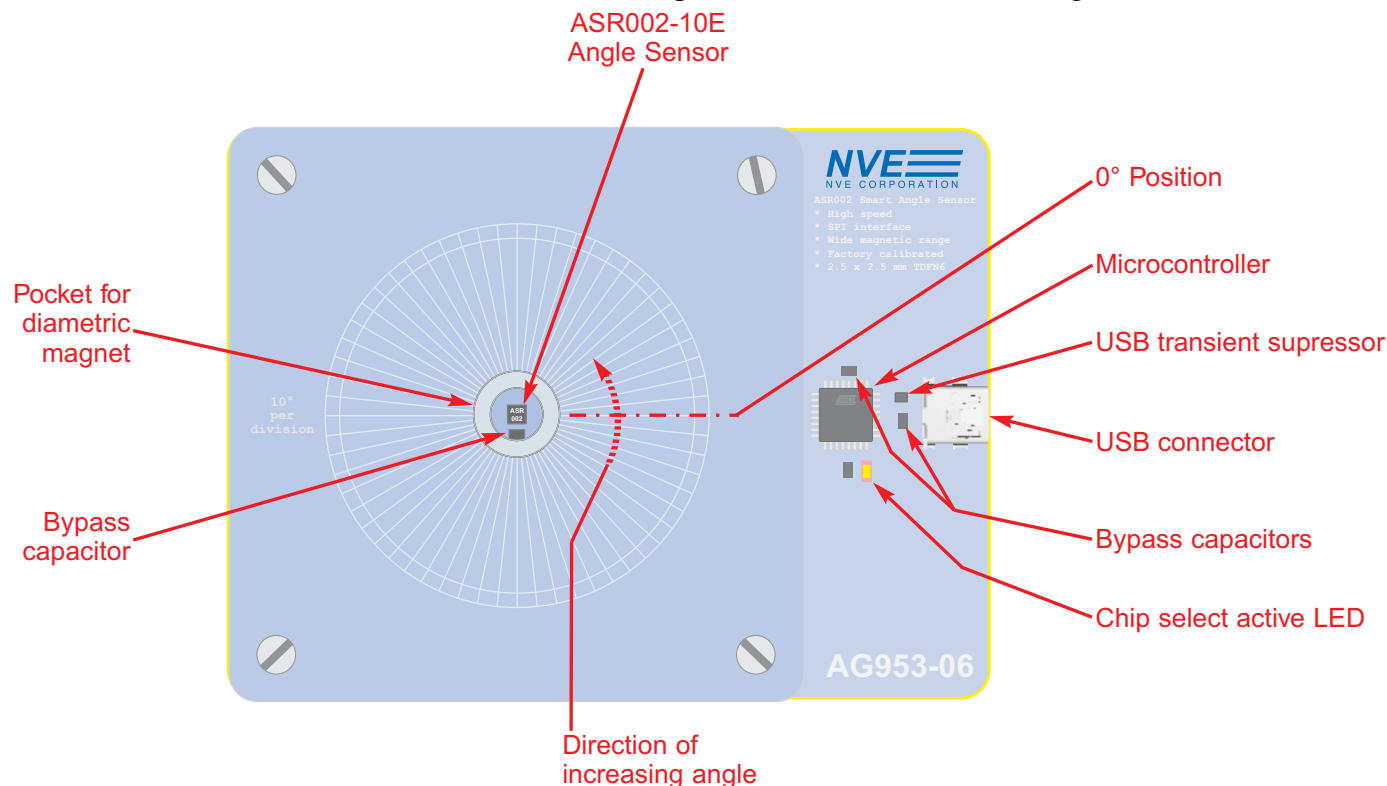 ASR002-10E
Angle Sensor
NVE
NVE CORPORATION
ASR002 Smart Angle Sensor
* High speed
* SPI interface
* Wide magnetic range
* Factory calibrated
* 2.5 x 2.5 mm TDFN6
0° Position
Microcontroller
USB transient supressor
USB connector
Bypass capacitors
Chip select active LED
Pocket for
diametric
magnet
10°
per
division
ASR
002
Bypass
capacitor
AG953-06
Direction of
increasing angle